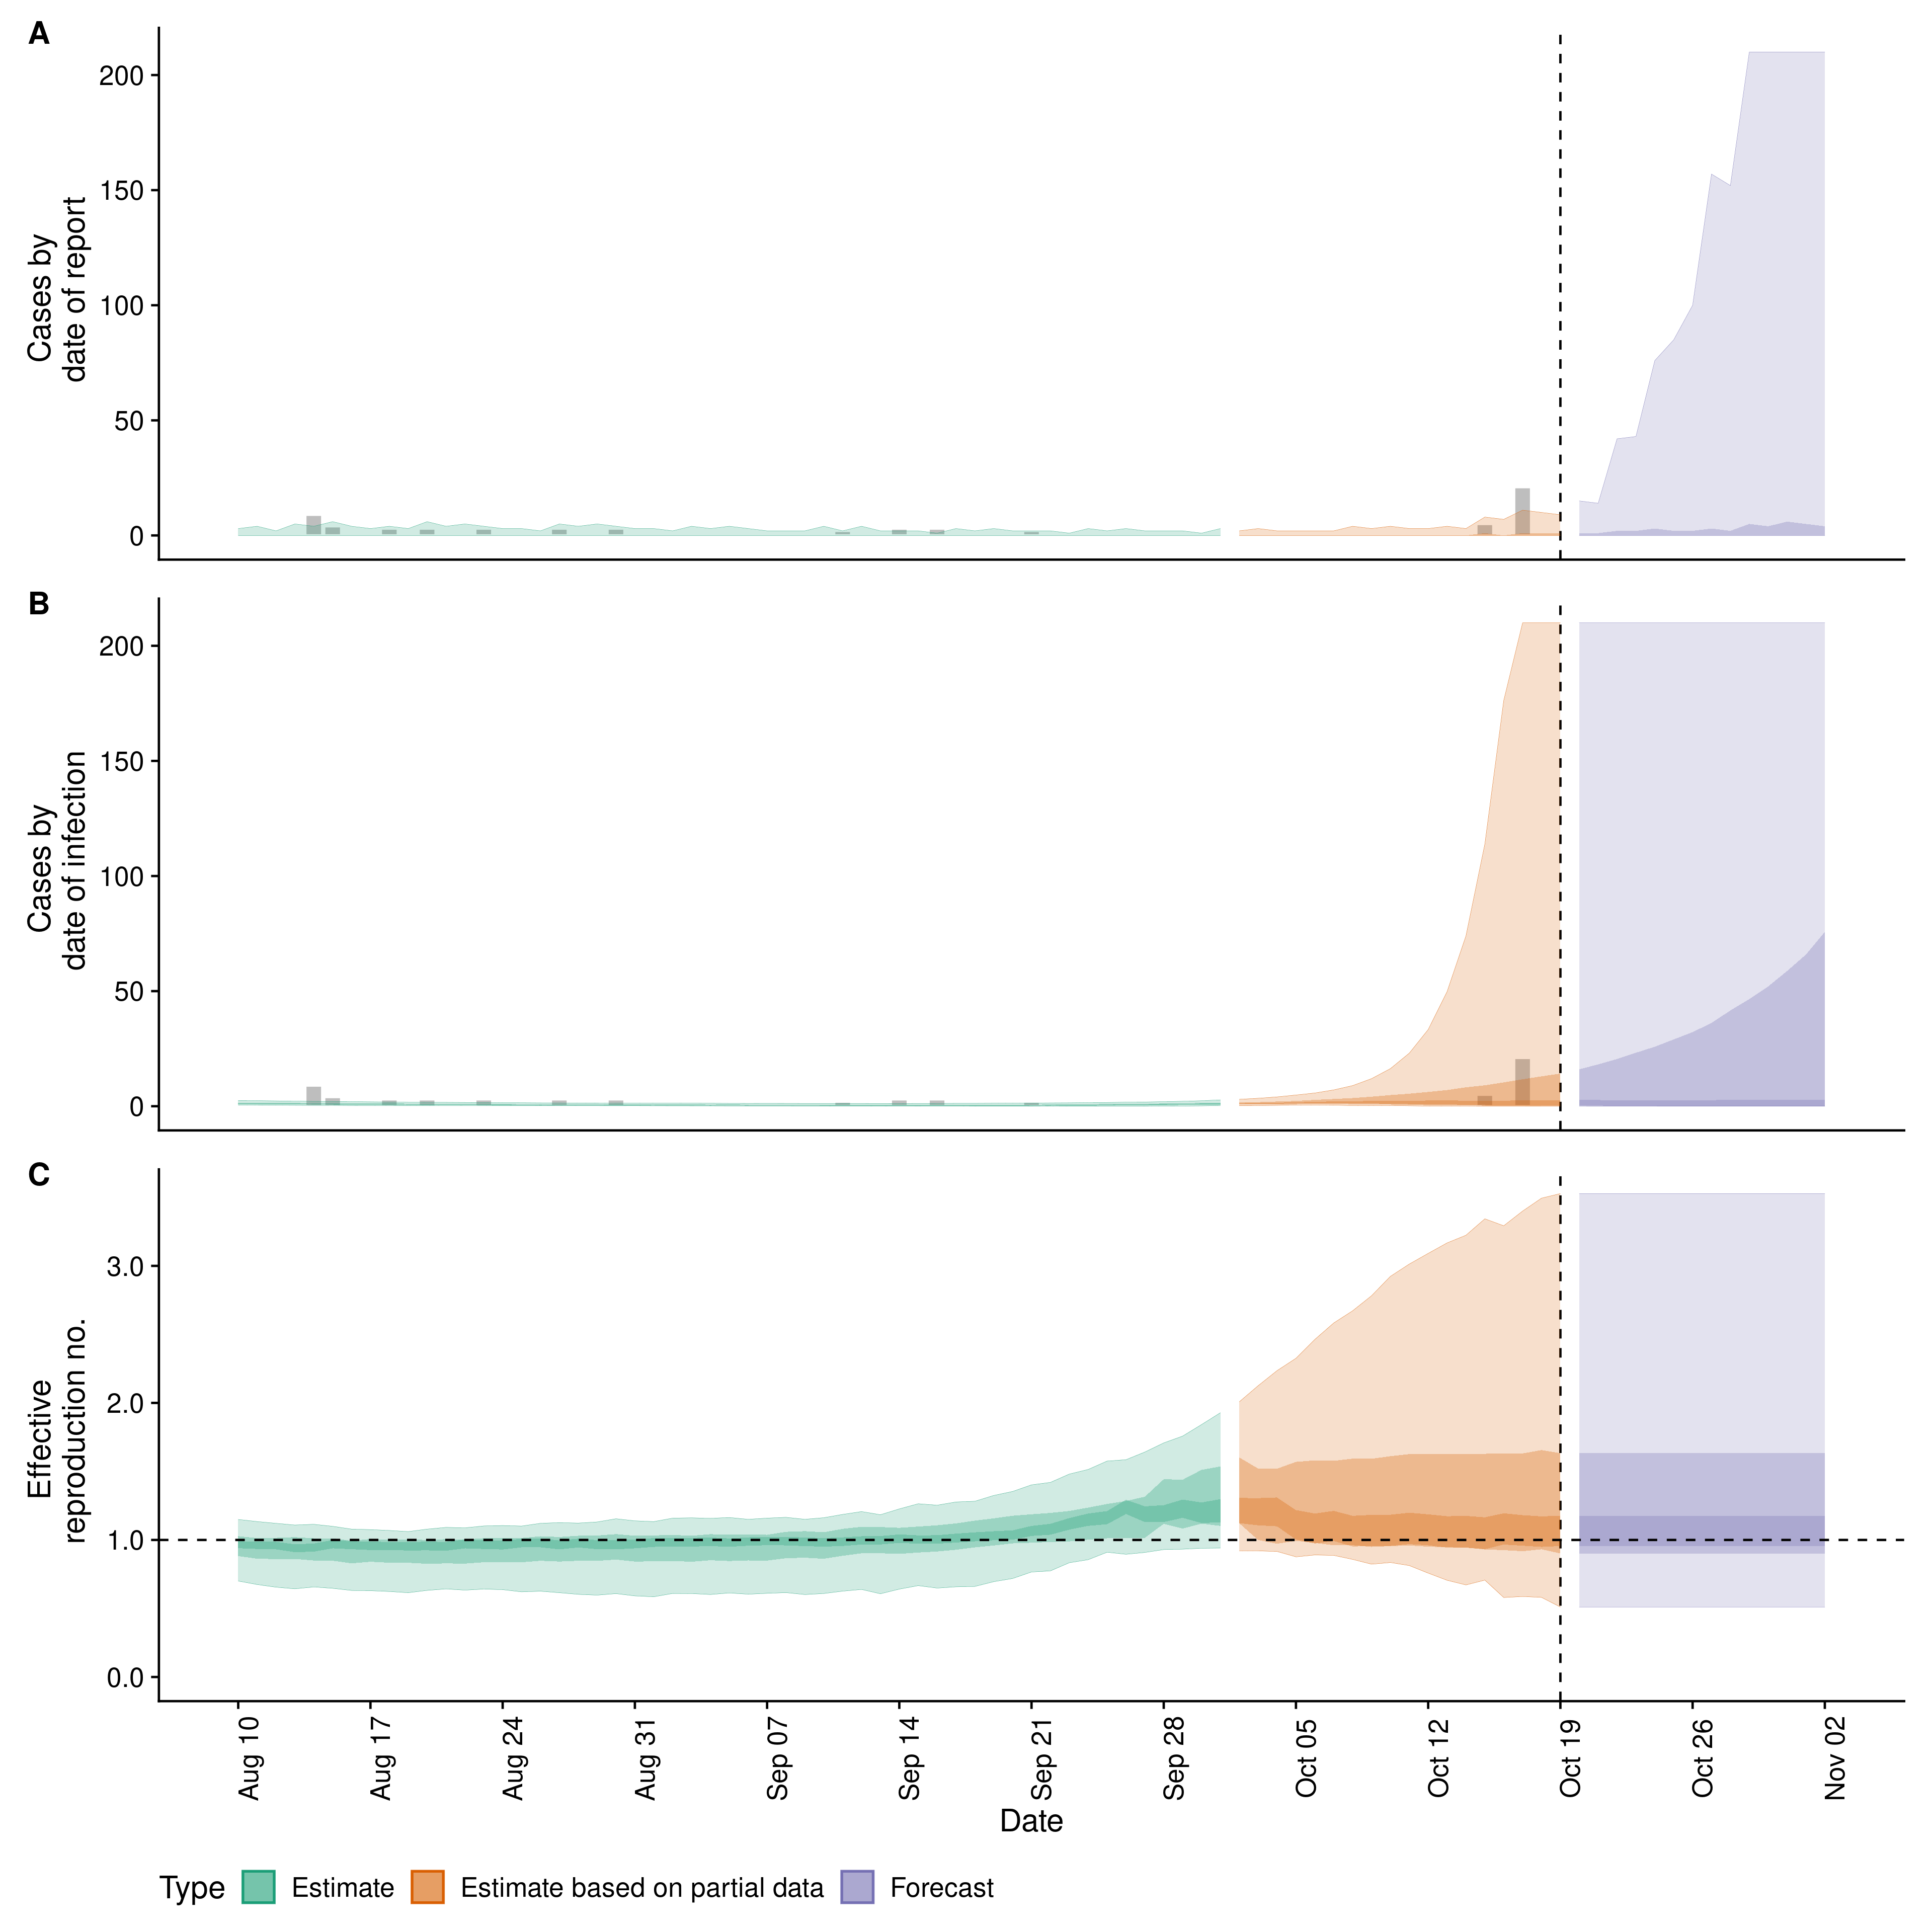 A
200
150
100
50
0
Cases by
date of report
B
200
150
100
50
0
Cases by
date of infection
C
3.0
2.0
1.0
0.0
Effective
reproduction no.
Aug 10
Aug 17
Aug 24
Aug 31
Sep 07
Sep 14
Sep 21
Sep 28
Oct 05
Oct 12
Oct 19
Oct 26
Nov 02
Date
Type Estimate Estimate based on partial data Forecast